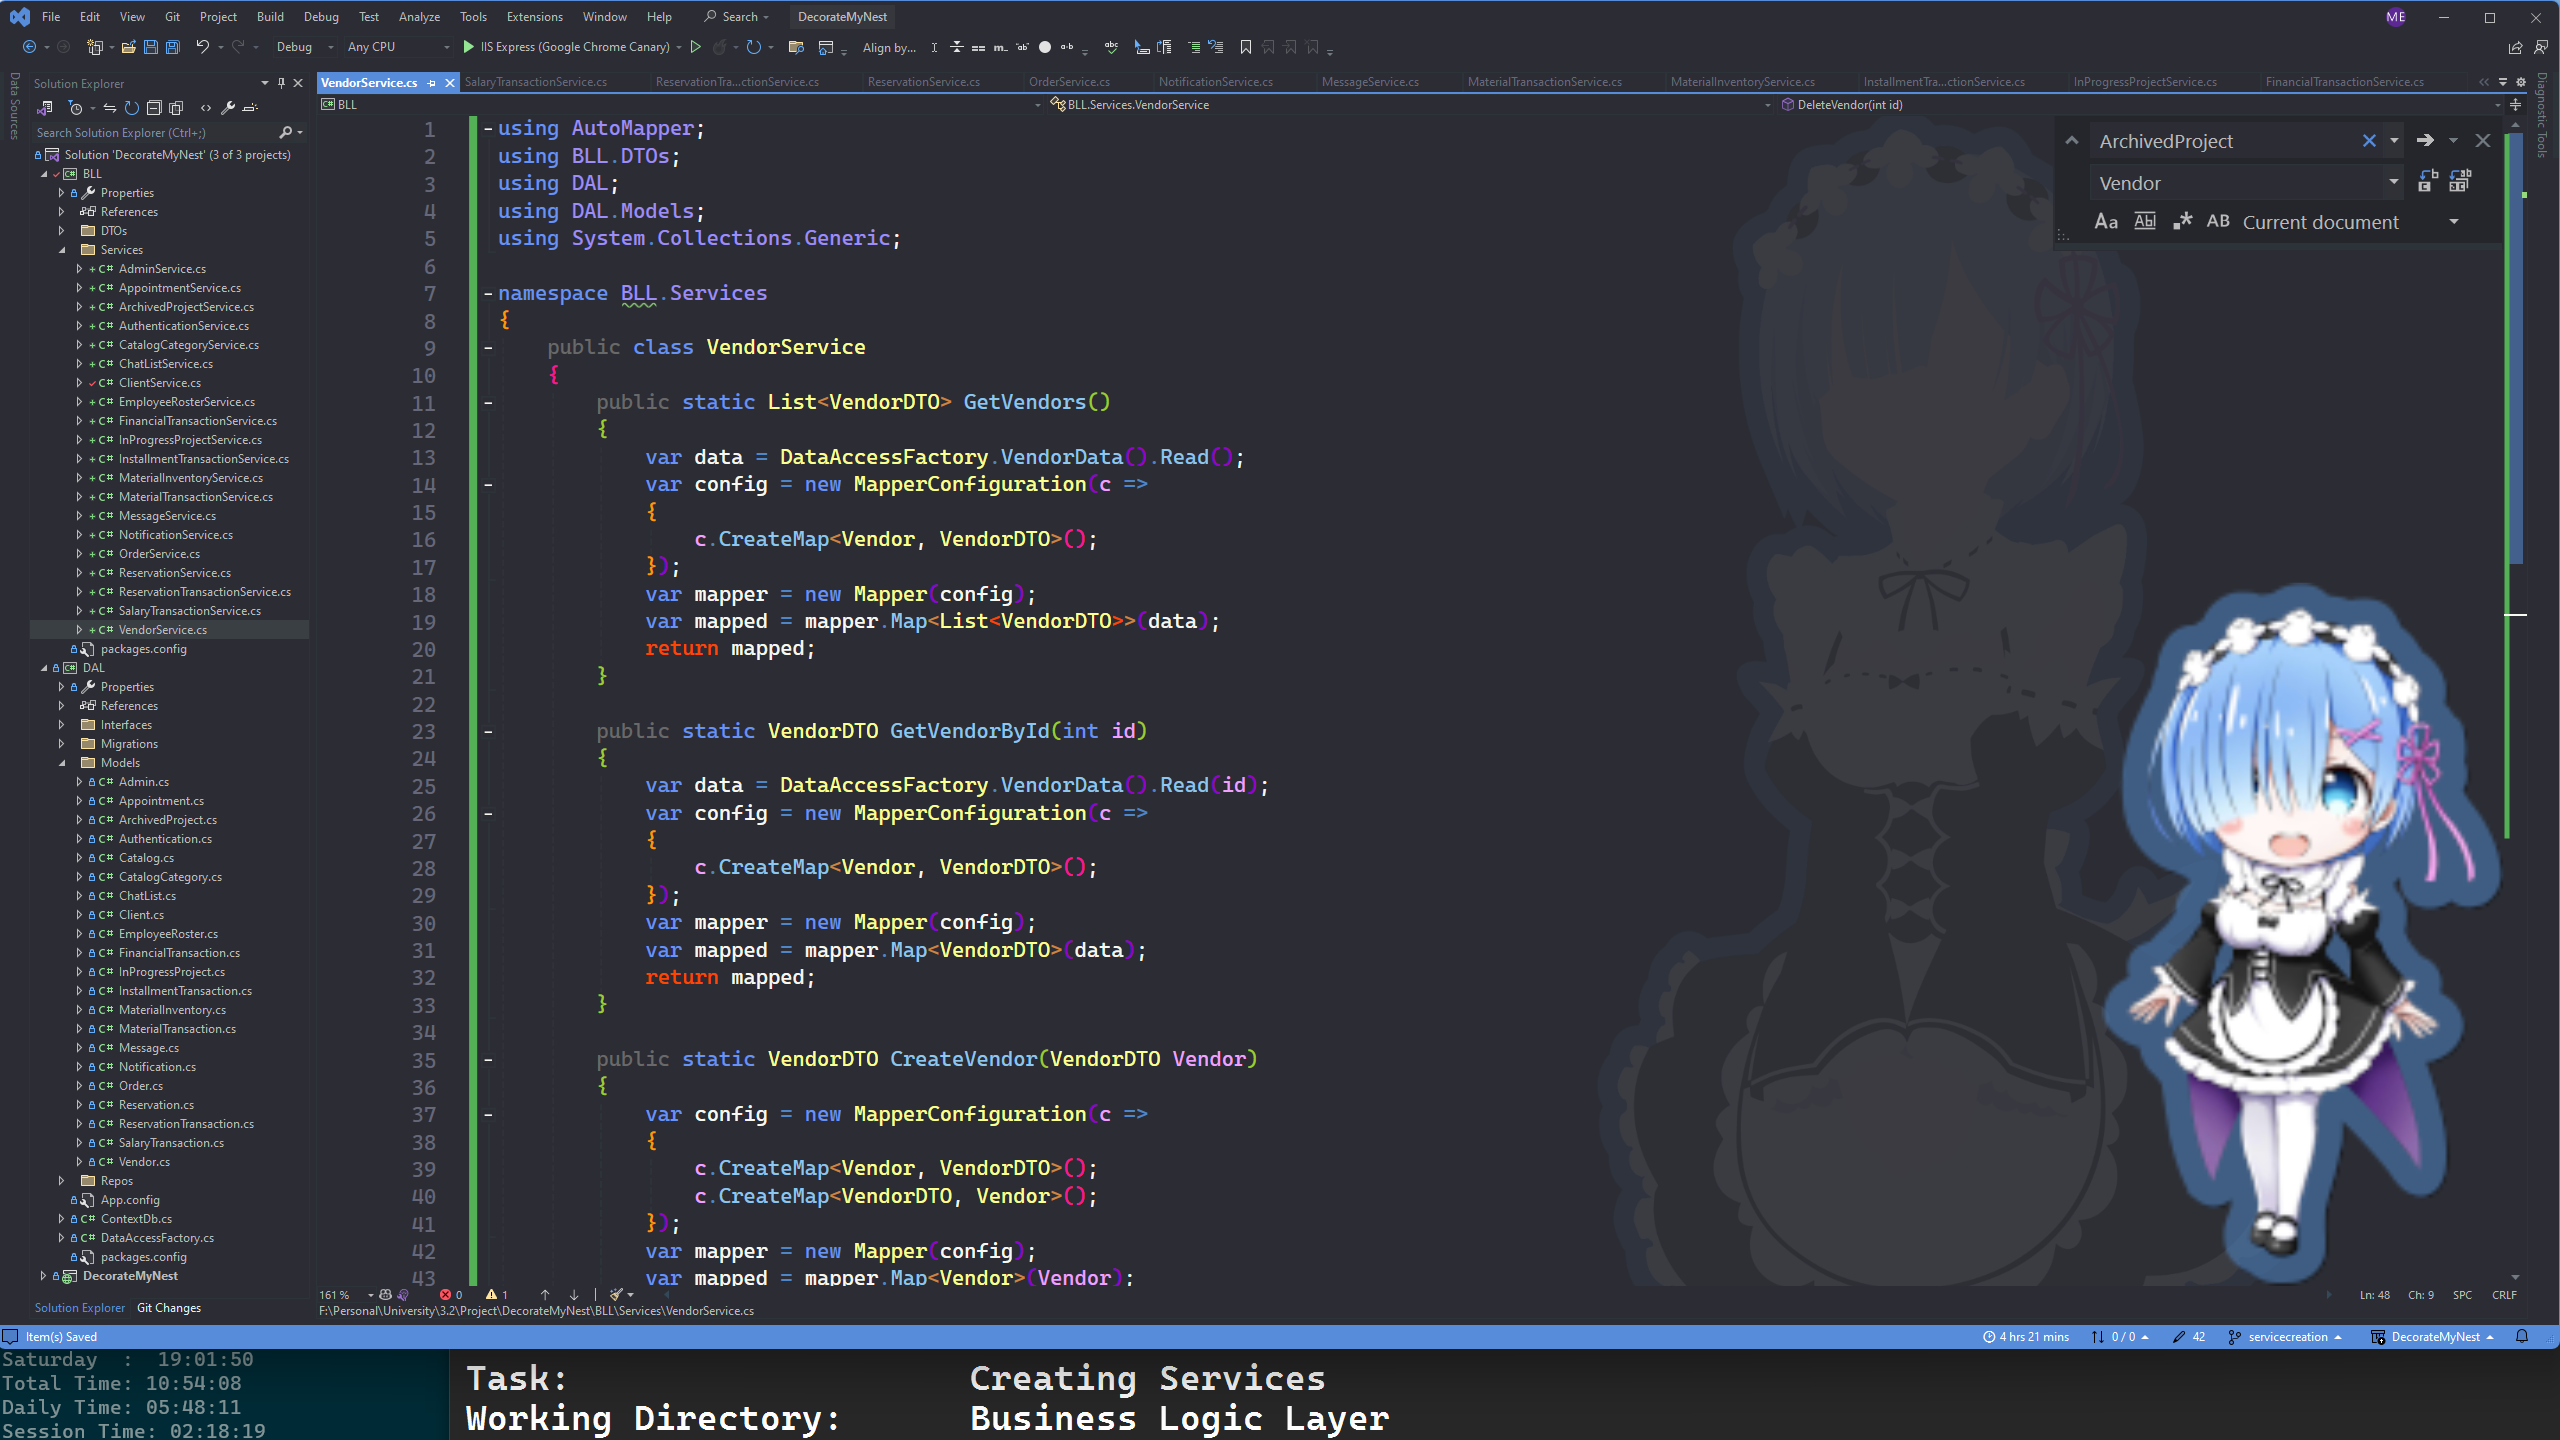 File Edit View Git Project Build Debug Test Analyze Tools Extensions Window Help Search DecorateMyNest ME
Debug Any CPU IIS Express (Google Chrome Canary) Align by...
Data Sources
Solution Explorer
Search Solution Explorer (Ctrl+;)
Solution 'DecorateMyNest' (3 of 3 projects)
BLL
Properties
References
DTOs
Services
C# AdminService.cs
C# AppointmentService.cs
C# ArchivedProjectService.cs
C# AuthenticationService.cs
C# CatalogCategoryService.cs
C# ChatListService.cs
C# ClientService.cs
C# EmployeeRosterService.cs
C# FinancialTransactionService.cs
C# InProgressProjectService.cs
C# InstallmentTransactionService.cs
C# MaterialInventoryService.cs
C# MaterialTransactionService.cs
C# MessageService.cs
C# NotificationService.cs
C# OrderService.cs
C# ReservationService.cs
C# ReservationTransactionService.cs
C# SalaryTransactionService.cs
C# VendorService.cs
packages.config
DAL
Properties
References
Interfaces
Migrations
Models
C# Admin.cs
C# Appointment.cs
C# ArchivedProject.cs
C# Authentication.cs
C# Catalog.cs
C# CatalogCategory.cs
C# ChatList.cs
C# Client.cs
C# EmployeeRoster.cs
C# FinancialTransaction.cs
C# InProgressProject.cs
C# InstallmentTransaction.cs
C# MaterialInventory.cs
C# MaterialTransaction.cs
C# Message.cs
C# Notification.cs
C# Order.cs
C# Reservation.cs
C# ReservationTransaction.cs
C# SalaryTransaction.cs
C# Vendor.cs
Repos
App.config
C# ContextDb.cs
C# DataAccessFactory.cs
packages.config
DecorateMyNest
Solution Explorer Git Changes
VendorService.cs SalaryTransactionService.cs ReservationTra...ctionService.cs ReservationService.cs OrderService.cs NotificationService.cs MessageService.cs MaterialTransactionService.cs MaterialInventoryService.cs InstallmentTra...ctionService.cs InProgressProjectService.cs FinancialTransactionService.cs
BLL BLL.Services.VendorService DeleteVendor(int id)
Diagnostic Tools
ArchivedProject
Vendor
Aa Abl .* AB Current document
1 using AutoMapper;
2 using BLL.DTOs;
3 using DAL;
4 using DAL.Models;
5 using System.Collections.Generic;
6
7 namespace BLL.Services
8 {
9 public class VendorService
10 {
11 public static List<VendorDTO> GetVendors()
12 {
13 var data = DataAccessFactory.VendorData().Read();
14 var config = new MapperConfiguration(c =>
15 {
16 c.CreateMap<Vendor, VendorDTO>();
17 });
18 var mapper = new Mapper(config);
19 var mapped = mapper.Map<List<VendorDTO>>(data);
20 return mapped;
21 }
22
23 public static VendorDTO GetVendorById(int id)
24 {
25 var data = DataAccessFactory.VendorData().Read(id);
26 var config = new MapperConfiguration(c =>
27 {
28 c.CreateMap<Vendor, VendorDTO>();
29 });
30 var mapper = new Mapper(config);
31 var mapped = mapper.Map<VendorDTO>(data);
32 return mapped;
33 }
34
35 public static VendorDTO CreateVendor(VendorDTO Vendor)
36 {
37 var config = new MapperConfiguration(c =>
38 {
39 c.CreateMap<Vendor, VendorDTO>();
40 c.CreateMap<VendorDTO, Vendor>();
41 });
42 var mapper = new Mapper(config);
43 var mapped = mapper.Map<Vendor>(Vendor);
161 % 0 1 Ln: 48 Ch: 9 SPC CRLF
F:\Personal\University\3.2\Project\DecorateMyNest\BLL\Services\VendorService.cs
Item(s) Saved 4 hrs 21 mins 0 / 0 42 servicecreation DecorateMyNest
Saturday : 19:01:50
Total Time: 10:54:08
Daily Time: 05:48:11
Session Time: 02:18:19
Task: Creating Services
Working Directory: Business Logic Layer